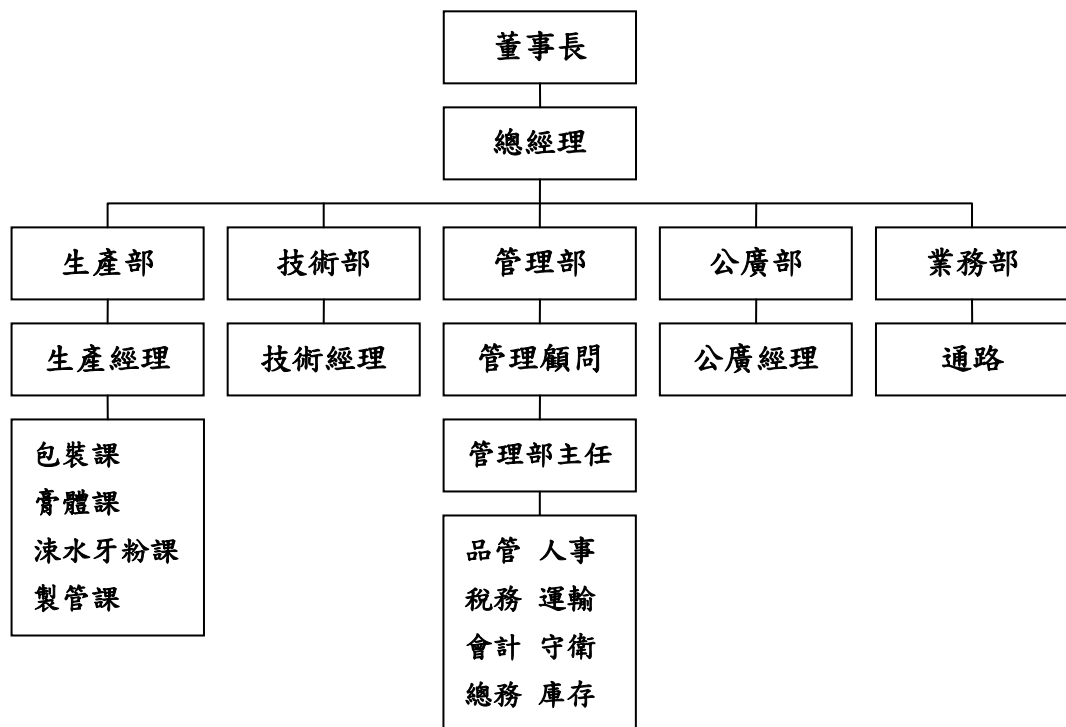 董事長
總經理
生產部 技術部 管理部 公廣部 業務部
生產經理 技術經理 管理顧問 公廣經理 通路
包裝課
膏體課
涑水牙粉課
製管課
管理部主任
品管 人事
稅務 運輸
會計 守衛
總務 庫存